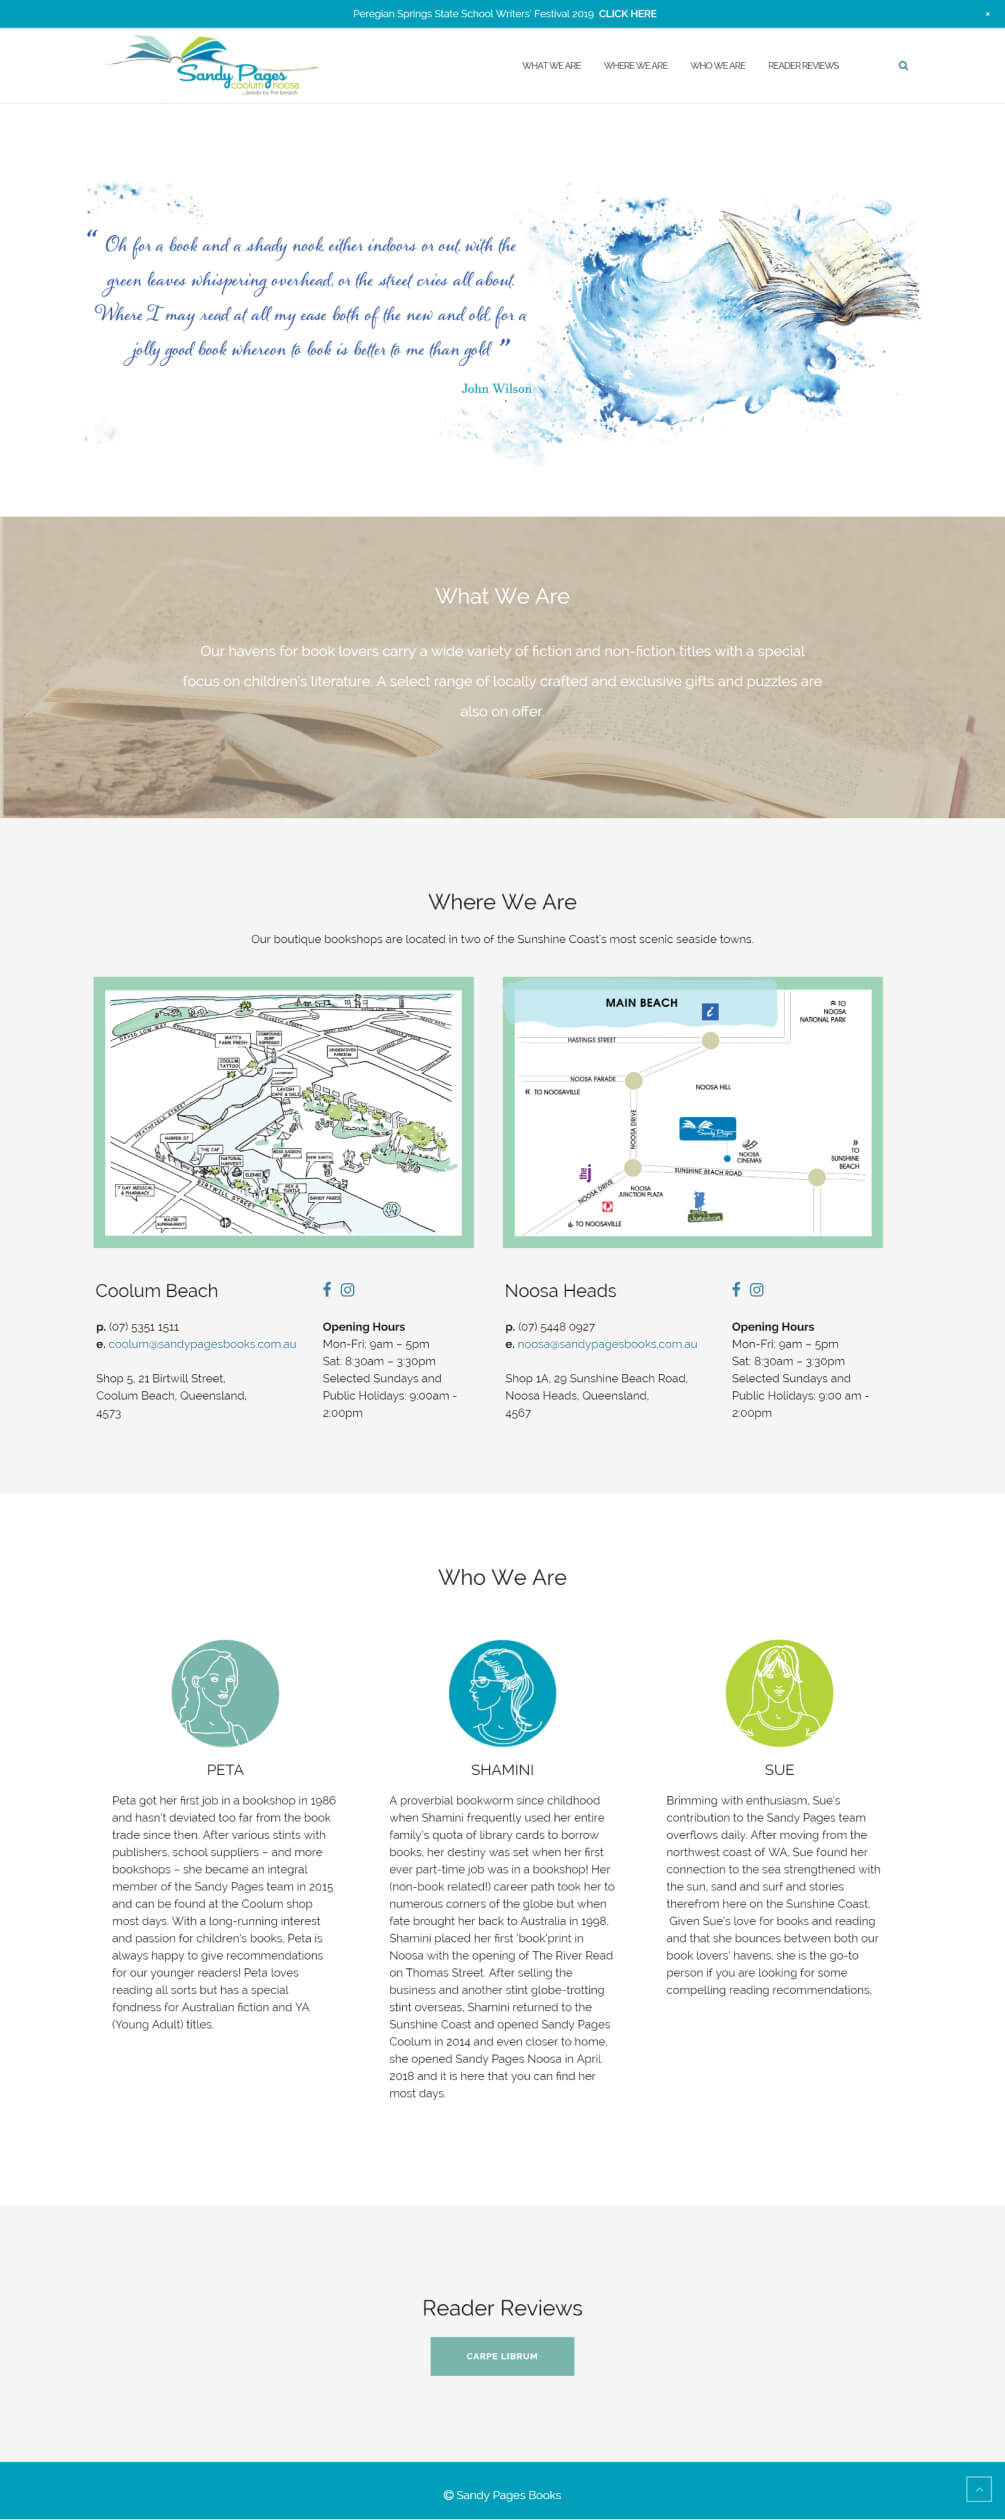 Peregian Springs State School Writers' Festival 2019 CLICK HERE
×
Sandy Pages
coolum noosa
...books by the beach
WHAT WE ARE
WHERE WE ARE
WHO WE ARE
READER REVIEWS
“ Oh for a book and a shady nook, either indoors or out, with the
green leaves whispering overhead, or the street cries all about.
Where I may read at all my ease both of the new and old, for a
jolly good book whereon to look is better to me than gold ”
John Wilson
What We Are
Our havens for book lovers carry a wide variety of fiction and non-fiction titles with a special
focus on children's literature. A select range of locally crafted and exclusive gifts and puzzles are
also on offer.
Where We Are
Our boutique bookshops are located in two of the Sunshine Coast's most scenic seaside towns.
DAVID LOW WAY
MATT'S
FARM FRESH
COMPOUND
SURF
ESPRESSO
UNDERCOVER
PARKING
COOLUM
TATTOO
LAVISH
CAFE & DELI
HEATHFIELD STREET
HARPER ST
THE CAF
NATURAL
HARVEST
BIRTWILL STREET
7 DAY MEDICAL
& PHARMACY
SANDY PAGES
MAIN BEACH
i
HASTINGS STREET
TO
NOOSA
NATIONAL PARK
NOOSA PARADE
« TO NOOSAVILLE
NOOSA HILL
NOOSA DRIVE
Sandy Pages
NOOSA
CINEMAS
»
TO
SUNSHINE
BEACH
the j
SUNSHINE BEACH ROAD
NOOSA DRIVE
NOOSA
JUNCTION PLAZA
TO NOOSAVILLE
Junction
Coolum Beach
p. (07) 5351 1511
e. coolum@sandypagesbooks.com.au
Shop 5, 21 Birtwill Street,
Coolum Beach, Queensland,
4573
Opening Hours
Mon-Fri: 9am – 5pm
Sat: 8:30am – 3:30pm
Selected Sundays and
Public Holidays: 9:00am -
2:00pm
Noosa Heads
p. (07) 5448 0927
e. noosa@sandypagesbooks.com.au
Shop 1A, 29 Sunshine Beach Road,
Noosa Heads, Queensland,
4567
Opening Hours
Mon-Fri: 9am – 5pm
Sat: 8:30am – 3:30pm
Selected Sundays and
Public Holidays: 9:00 am -
2:00pm
Who We Are
PETA
Peta got her first job in a bookshop in 1986
and hasn't deviated too far from the book
trade since then. After various stints with
publishers, school suppliers – and more
bookshops – she became an integral
member of the Sandy Pages team in 2015
and can be found at the Coolum shop
most days. With a long-running interest
and passion for children's books, Peta is
always happy to give recommendations
for our younger readers! Peta loves
reading all sorts but has a special
fondness for Australian fiction and YA
(Young Adult) titles.
SHAMINI
A proverbial bookworm since childhood
when Shamini frequently used her entire
family's quota of library cards to borrow
books, her destiny was set when her first
ever part-time job was in a bookshop! Her
(non-book related!) career path took her to
numerous corners of the globe but when
fate brought her back to Australia in 1998,
Shamini placed her first 'book'print in
Noosa with the opening of The River Read
on Thomas Street. After selling the
business and another stint globe-trotting
stint overseas, Shamini returned to the
Sunshine Coast and opened Sandy Pages
Coolum in 2014 and even closer to home,
she opened Sandy Pages Noosa in April
2018 and it is here that you can find her
most days.
SUE
Brimming with enthusiasm, Sue's
contribution to the Sandy Pages team
overflows daily. After moving from the
northwest coast of WA, Sue found her
connection to the sea strengthened with
the sun, sand and surf and stories
therefrom here on the Sunshine Coast.
Given Sue's love for books and reading
and that she bounces between both our
book lovers' havens, she is the go-to
person if you are looking for some
compelling reading recommendations.
Reader Reviews
CARPE LIBRUM
© Sandy Pages Books